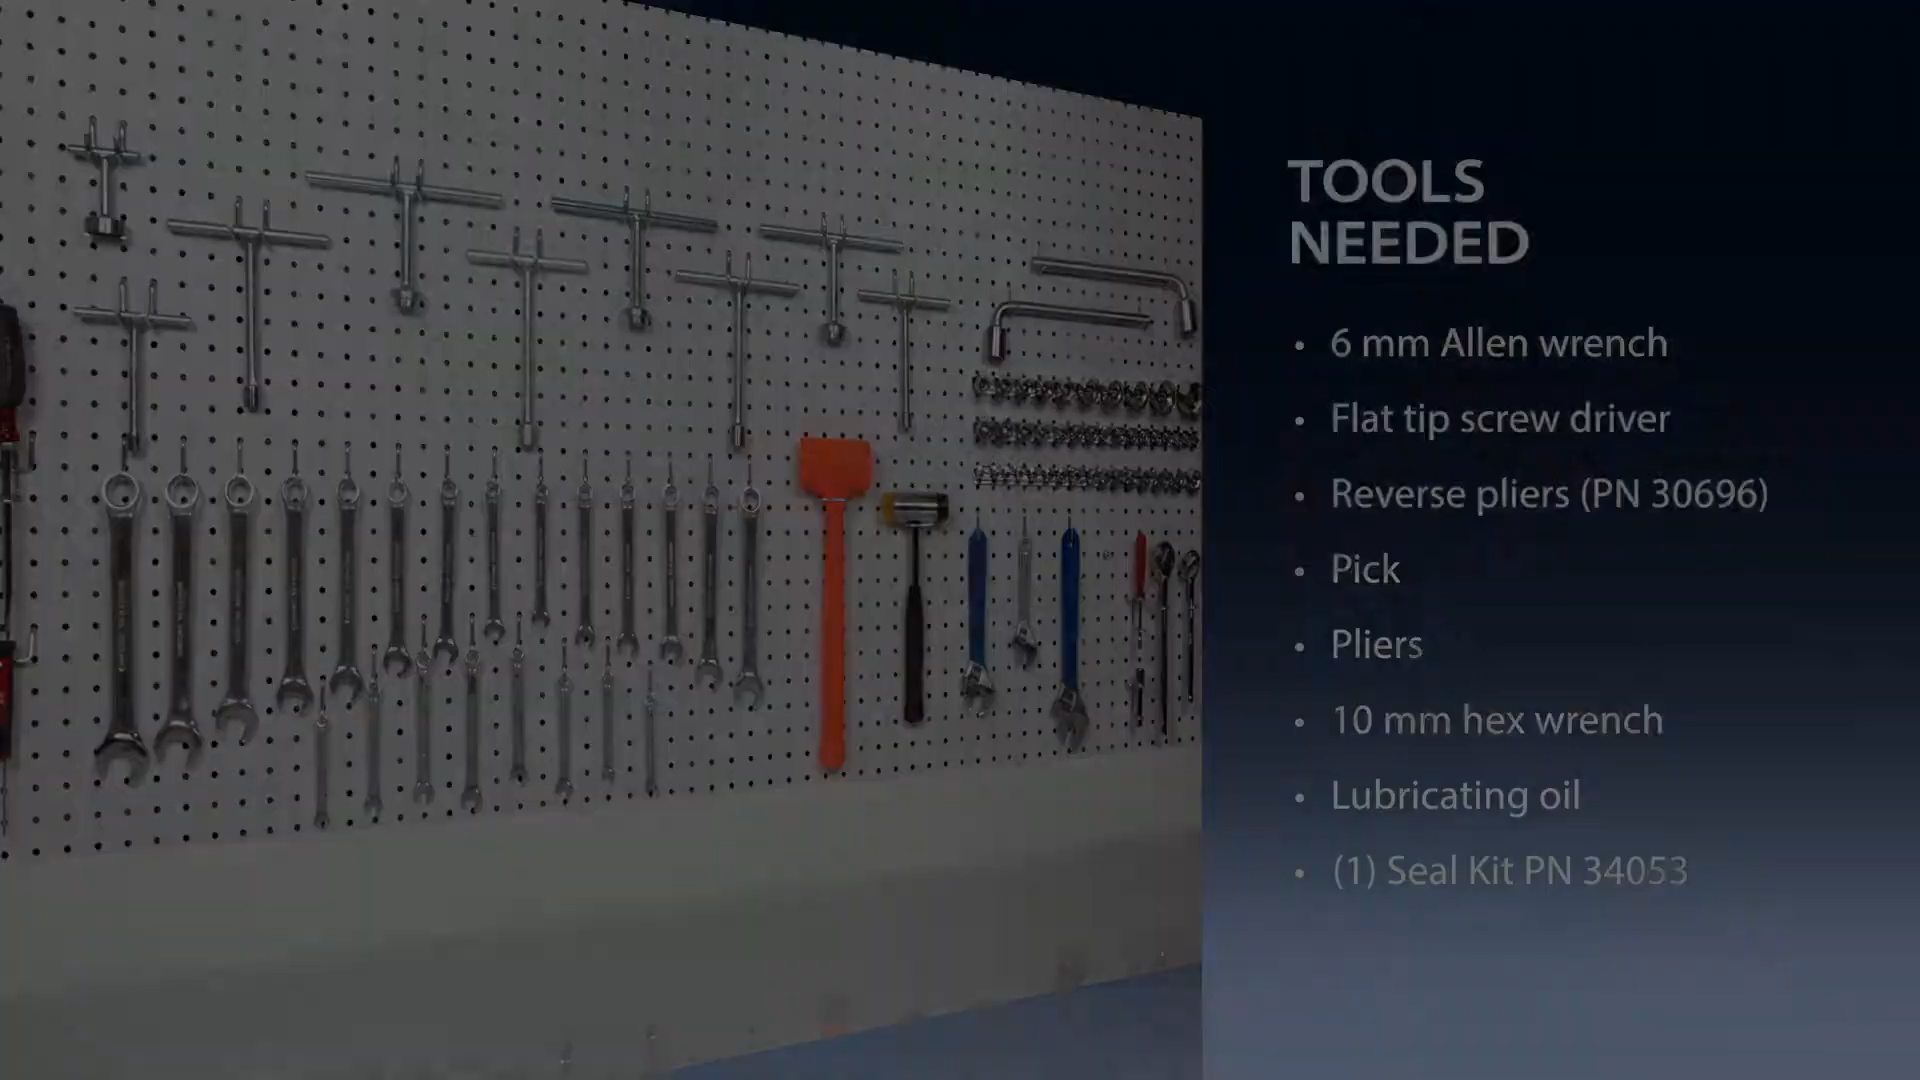 TOOLS
NEEDED
• 6 mm Allen wrench
• Flat tip screw driver
• Reverse pliers (PN 30696)
• Pick
• Pliers
• 10 mm hex wrench
• Lubricating oil
• (1) Seal Kit PN 34053